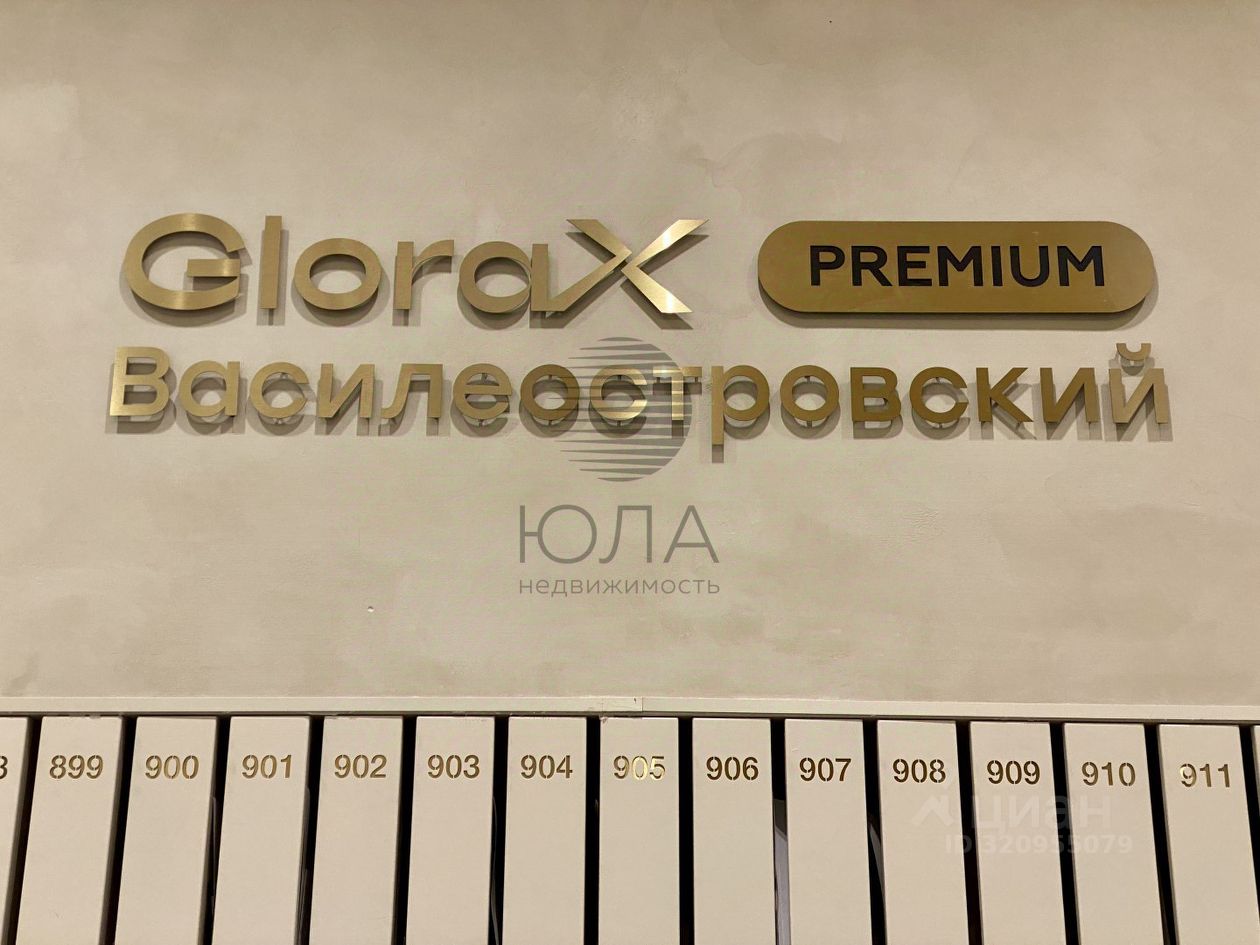 GloraX PREMIUM
Василеостровский
ЮЛА
недвижимость
899 900 901 902 903 904 905 906 907 908 909 910 911
циан
ID 320955079